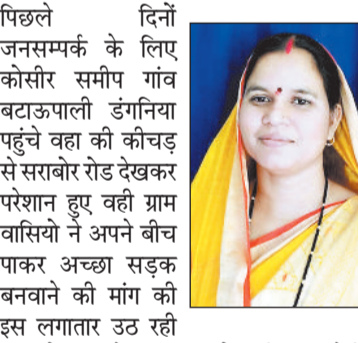 पिछले दिनों
जनसम्पर्क के लिए
कोसीर समीप गांव
बटाऊपाली डंगनिया
पहुंचे वहा की कीचड़
से सराबोर रोड देखकर
परेशान हुए वही ग्राम
वासियो ने अपने बीच
पाकर अच्छा सड़क
बनवाने की मांग की
इस लगातार उठ रही